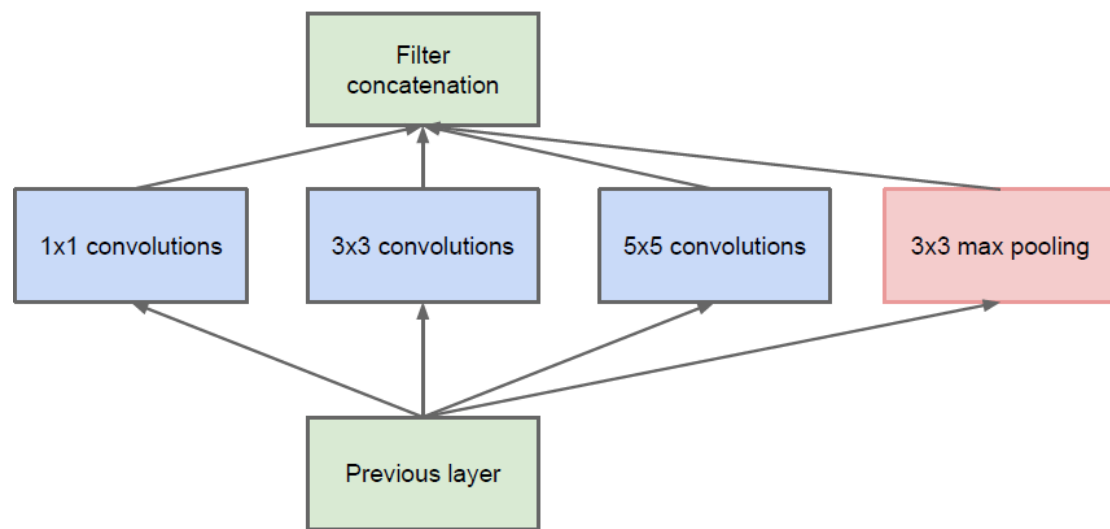 Filter
concatenation
1x1 convolutions
3x3 convolutions
5x5 convolutions
3x3 max pooling
Previous layer